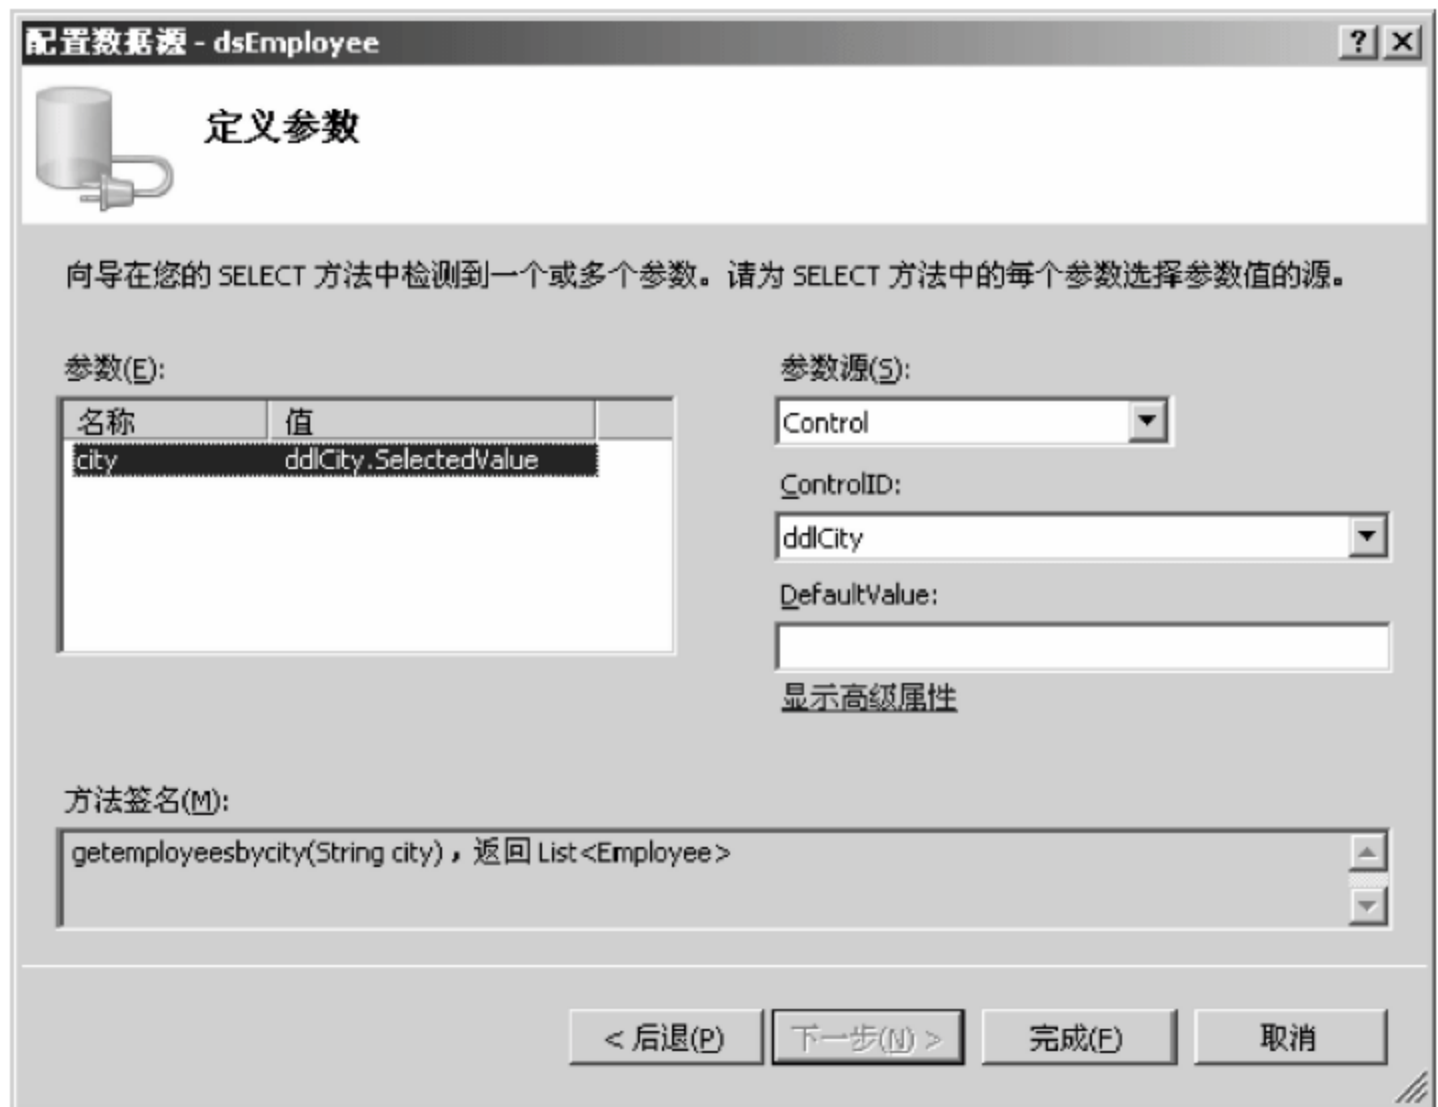 配置数据源 - dsEmployee
定义参数
向导在您的 SELECT 方法中检测到一个或多个参数。请为 SELECT 方法中的每个参数选择参数值的源。
参数(E):
名称 值
city ddlCity.SelectedValue
参数源(S):
Control
ControlID:
ddlCity
DefaultValue:
显示高级属性
方法签名(M):
getemployeesbycity(String city)，返回 List<Employee>
< 后退(P) 下一步(N) > 完成(F) 取消